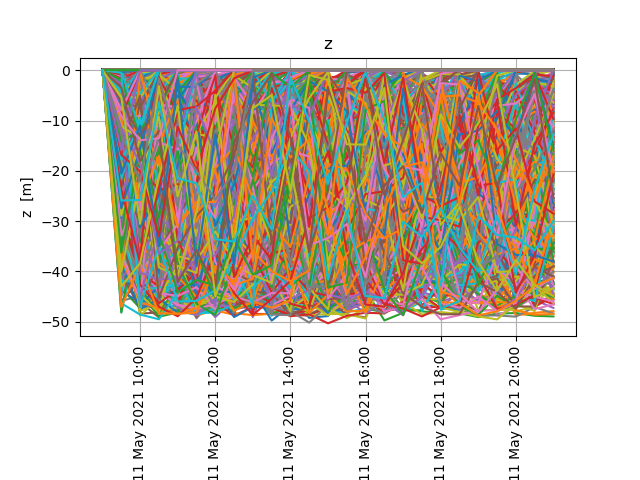 z
0
−10
−20
−30
−40
−50
z [m]
11 May 2021 10:00
11 May 2021 12:00
11 May 2021 14:00
11 May 2021 16:00
11 May 2021 18:00
11 May 2021 20:00